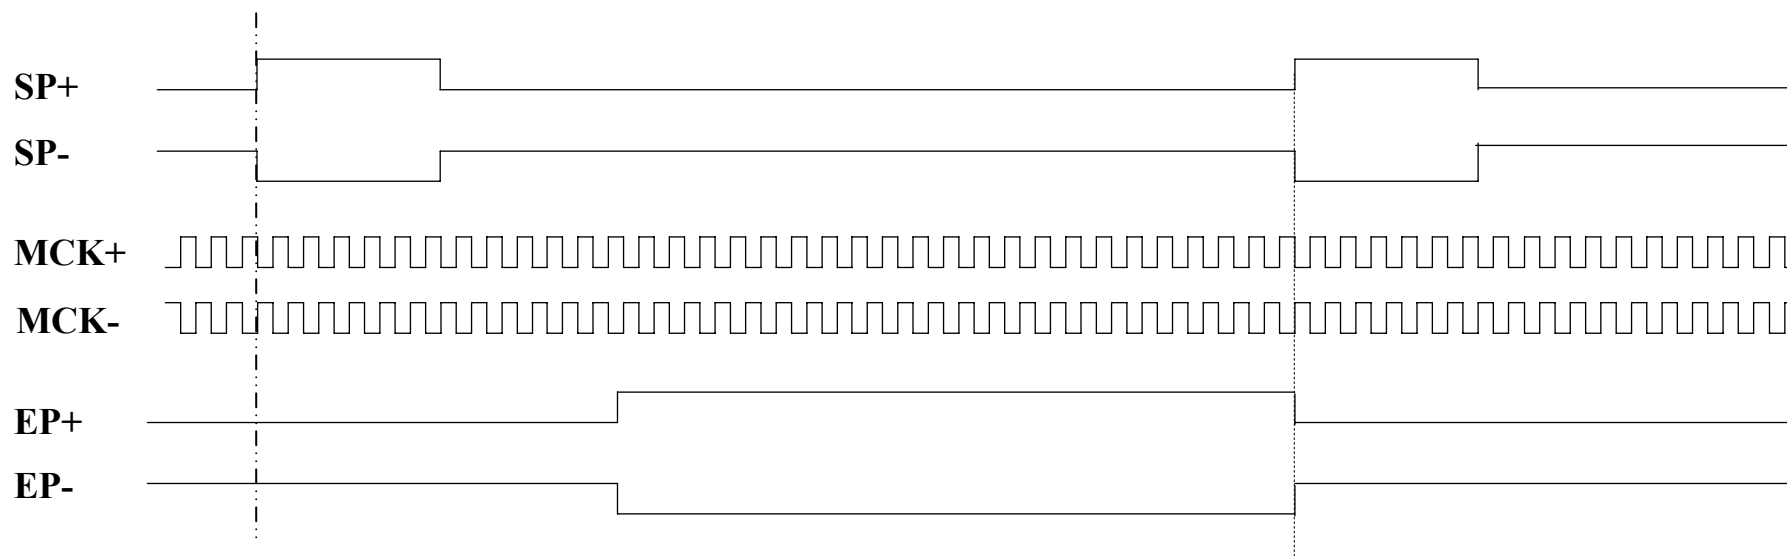 SP+
SP-
MCK+
MCK-
EP+
EP-